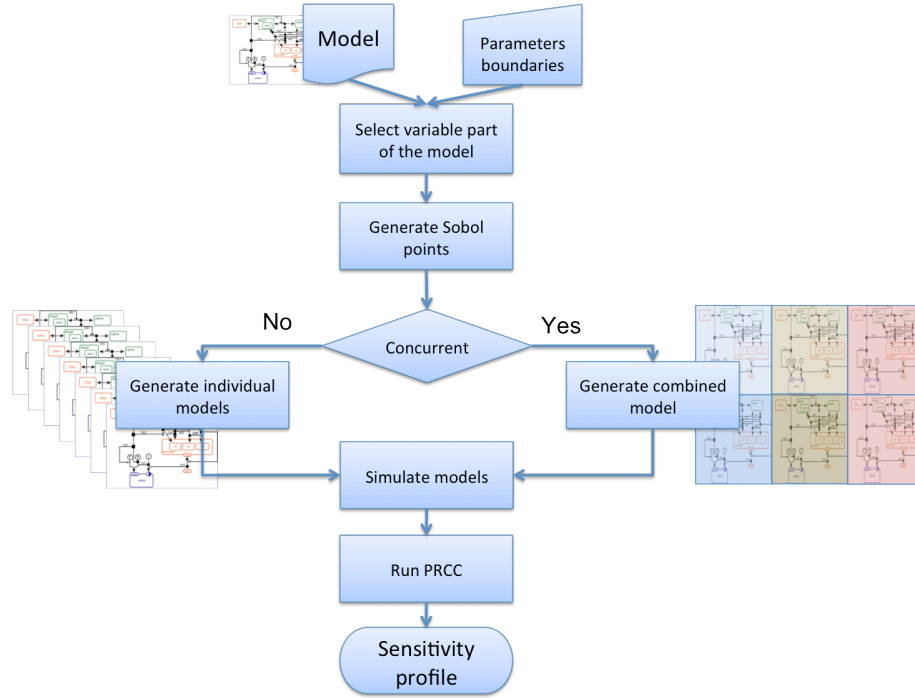 Model
Parameters
boundaries
Select variable part
of the model
Generate Sobol
points
No
Concurrent
Yes
Generate individual
models
Generate combined
model
Simulate models
Run PRCC
Sensitivity
profile